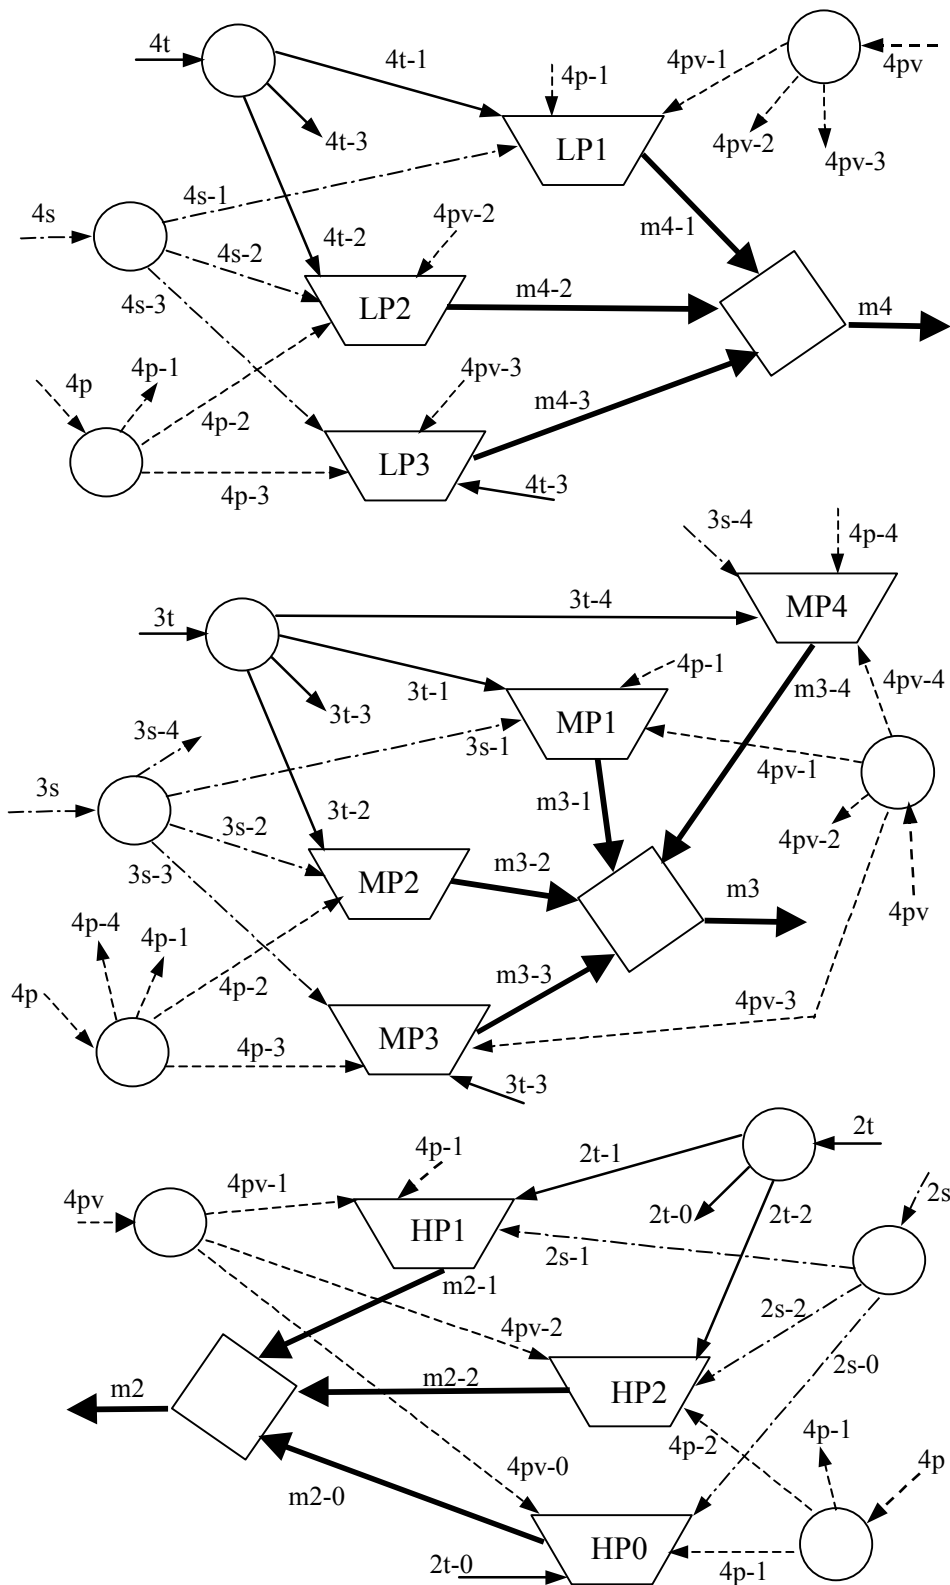 4t
4t-1
4p-1
4pv-1
4pv
4t-3
LP1
4pv-2
4pv-3
4s
4s-1
4t-2
4s-2
4pv-2
m4-1
4s-3
LP2
m4-2
m4
4p
4p-1
4p-2
4pv-3
m4-3
LP3
4p-3
4t-3
3s-4
4p-4
3t
3t-4
MP4
3t-1
4p-1
3t-3
m3-4
4pv-4
3s-4
3s-1
MP1
3s
4pv-1
3s-2
3t-2
m3-1
4pv-2
3s-3
MP2
m3-2
m3
4pv
4p-4
4p-1
4p
4p-2
m3-3
4pv-3
4p-3
MP3
3t-3
4p-1
2t-1
2t
4pv
4pv-1
2t-0
2t-2
2s
HP1
2s-1
m2-1
2s-2
4pv-2
2s-0
m2
m2-2
HP2
4p-2
4p-1
4p
4pv-0
m2-0
HP0
2t-0
4p-1